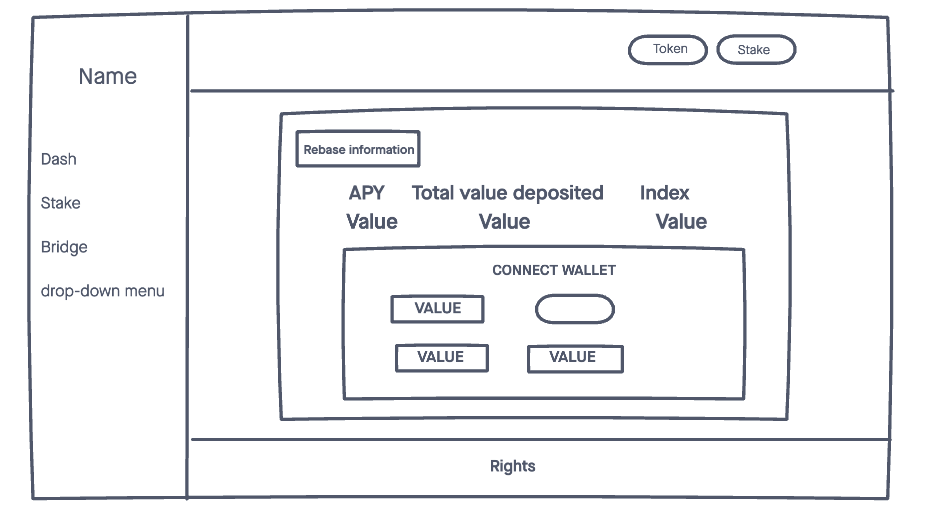 Name
Dash
Stake
Bridge
drop-down menu
Token Stake
Rebase information
APY Total value deposited Index
Value Value Value
CONNECT WALLET
VALUE
VALUE VALUE
Rights